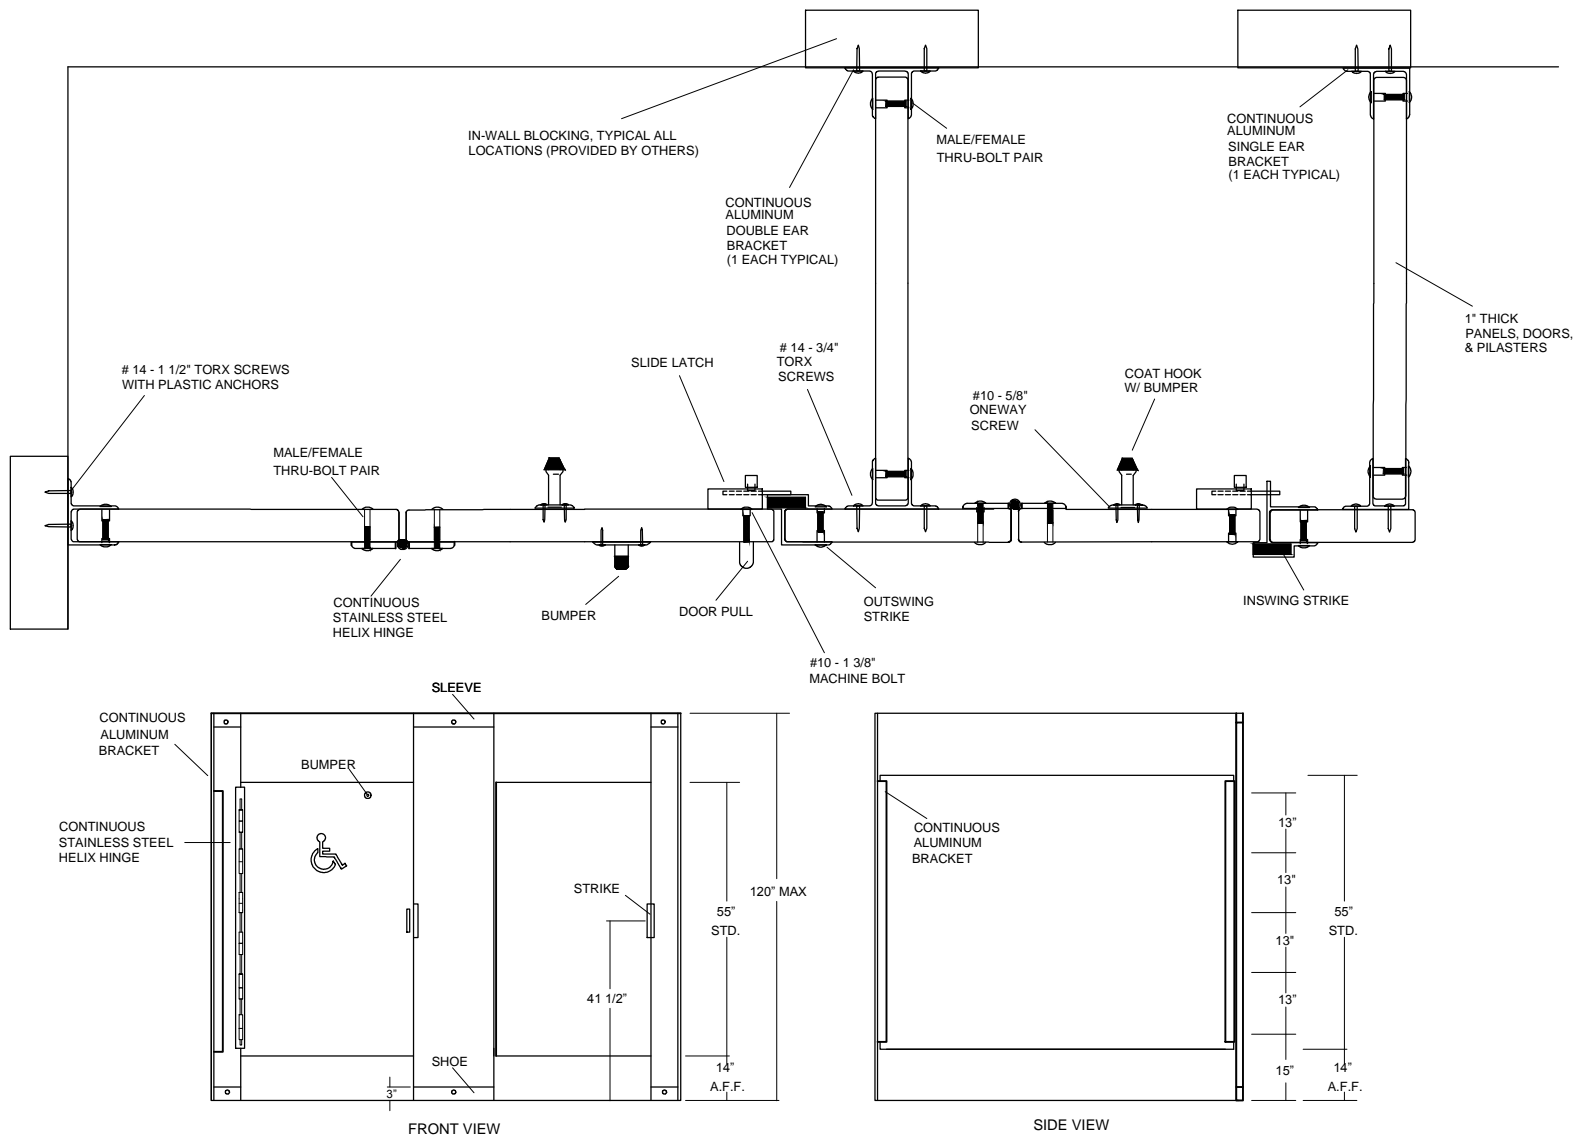 IN-WALL BLOCKING, TYPICAL ALL
LOCATIONS (PROVIDED BY OTHERS)
MALE/FEMALE
THRU-BOLT PAIR
CONTINUOUS
ALUMINUM
SINGLE EAR
BRACKET
(1 EACH TYPICAL)
CONTINUOUS
ALUMINUM
DOUBLE EAR
BRACKET
(1 EACH TYPICAL)
1" THICK
PANELS, DOORS,
& PILASTERS
# 14 - 1 1/2" TORX SCREWS
WITH PLASTIC ANCHORS
SLIDE LATCH
# 14 - 3/4"
TORX
SCREWS
#10 - 5/8"
ONEWAY
SCREW
COAT HOOK
W/ BUMPER
MALE/FEMALE
THRU-BOLT PAIR
CONTINUOUS
STAINLESS STEEL
HELIX HINGE
BUMPER
DOOR PULL
OUTSWING
STRIKE
INSWING STRIKE
#10 - 1 3/8"
MACHINE BOLT
SLEEVE
CONTINUOUS
ALUMINUM
BRACKET
BUMPER
CONTINUOUS
STAINLESS STEEL
HELIX HINGE
STRIKE
120” MAX
55”
STD.
41 1/2”
SHOE
3”
14”
A.F.F.
FRONT VIEW
CONTINUOUS
ALUMINUM
BRACKET
13”
13”
13”
13”
15”
55”
STD.
14”
A.F.F.
SIDE VIEW